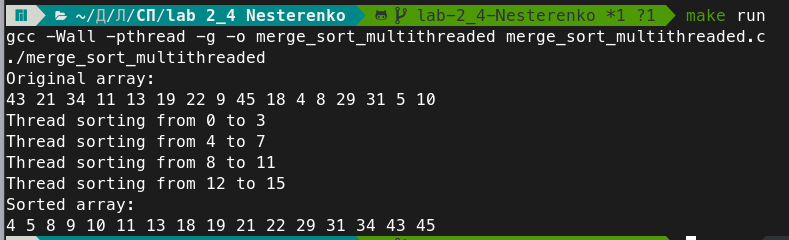 ~/Д/Л/СП/lab 2_4 Nesterenko lab-2_4-Nesterenko *1 ?1 make run
gcc -Wall -pthread -g -o merge_sort_multithreaded merge_sort_multithreaded.c
./merge_sort_multithreaded
Original array:
43 21 34 11 13 19 22 9 45 18 4 8 29 31 5 10
Thread sorting from 0 to 3
Thread sorting from 4 to 7
Thread sorting from 8 to 11
Thread sorting from 12 to 15
Sorted array:
4 5 8 9 10 11 13 18 19 21 22 29 31 34 43 45